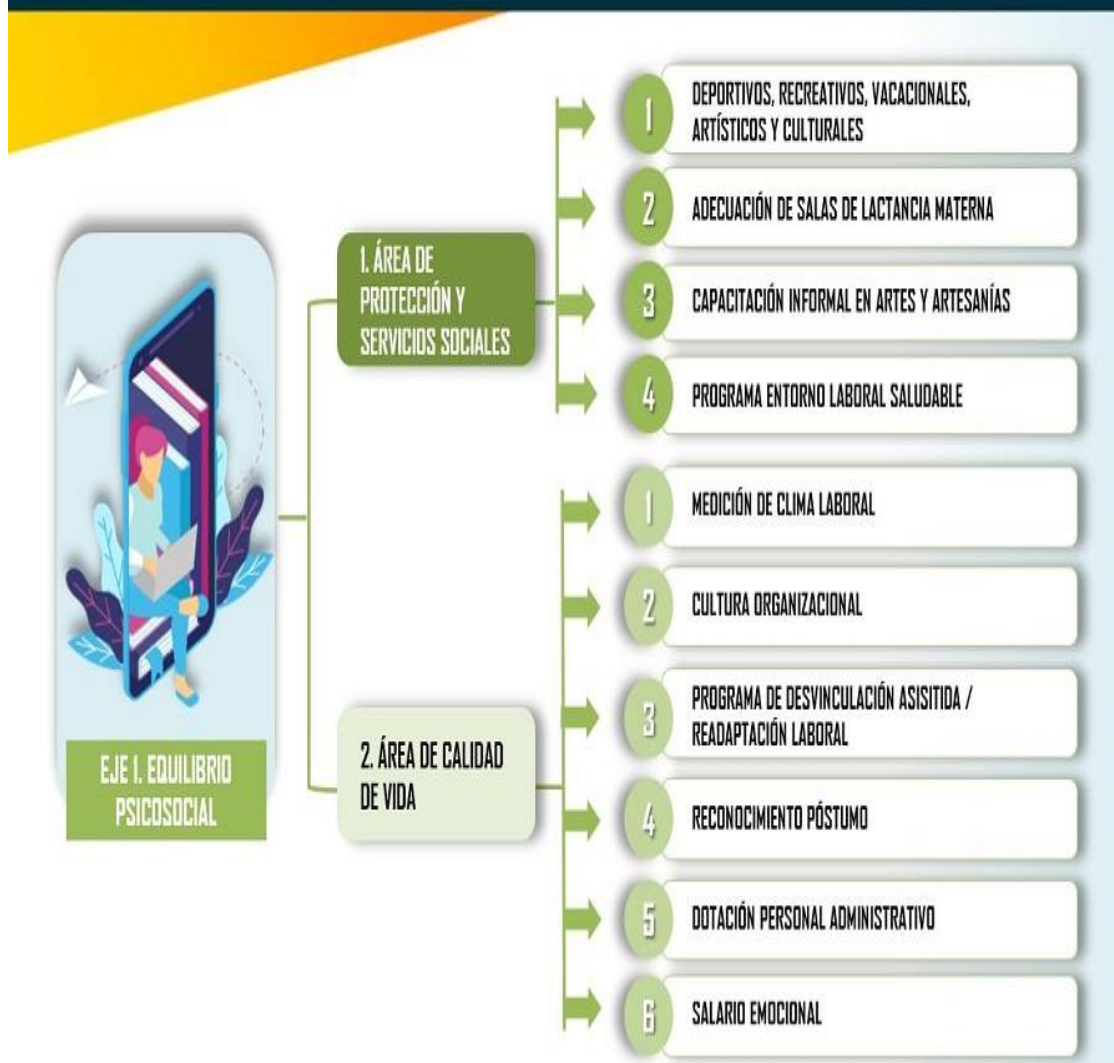 EJE 1. EQUILIBRIO
PSICOSOCIAL
1. ÁREA DE
PROTECCIÓN Y
SERVICIOS SOCIALES
1 DEPORTIVOS, RECREATIVOS, VACACIONALES,
ARTÍSTICOS Y CULTURALES
2 ADECUACIÓN DE SALAS DE LACTANCIA MATERNA
3 CAPACITACIÓN INFORMAL EN ARTES Y ARTESANÍAS
4 PROGRAMA ENTORNO LABORAL SALUDABLE
2. ÁREA DE CALIDAD
DE VIDA
1 MEDICIÓN DE CLIMA LABORAL
2 CULTURA ORGANIZACIONAL
3 PROGRAMA DE DESVINCULACIÓN ASISITIDA /
READAPTACIÓN LABORAL
4 RECONOCIMIENTO PÓSTUMO
5 DOTACIÓN PERSONAL ADMINISTRATIVO
6 SALARIO EMOCIONAL